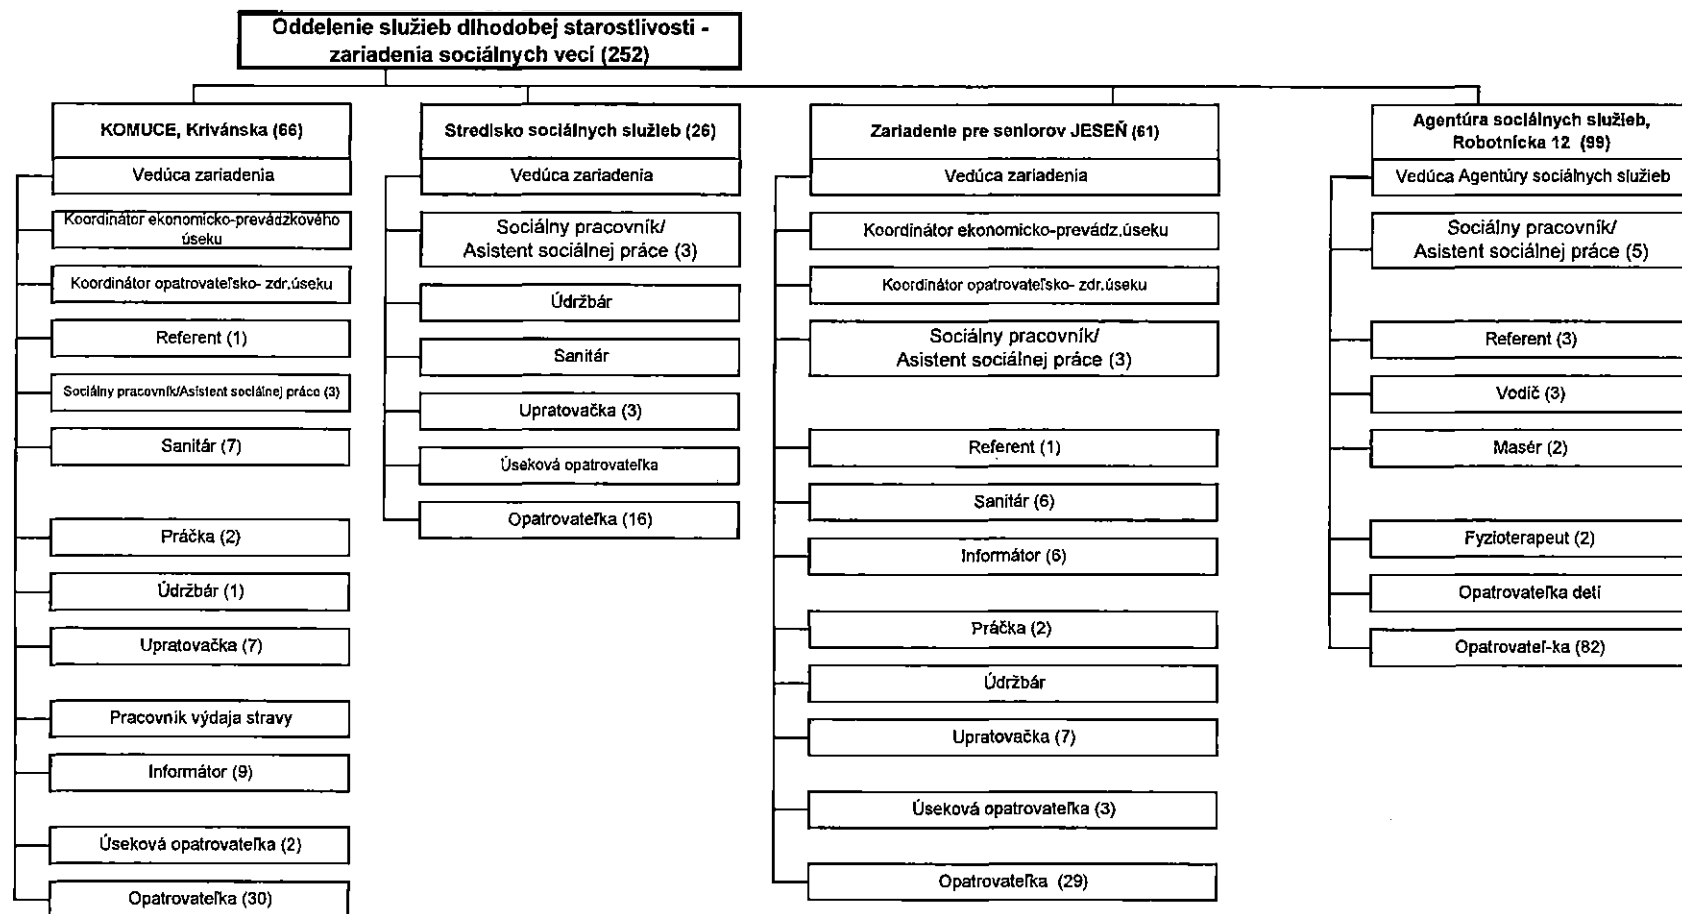 Oddelenie služieb dlhodobej starostlivosti -
zariadenia sociálnych vecí (252)
KOMUCE, Krivánska (66)
Vedúca zariadenia
Koordinátor ekonomicko-prevádzkového
úseku
Koordinátor opatrovateľsko- zdr.úseku
Referent (1)
Sociálny pracovník/Asistent sociálnej práce (3)
Sanitár (7)
Práčka (2)
Údržbár (1)
Upratovačka (7)
Pracovník výdaja stravy
Informátor (9)
Úseková opatrovateľka (2)
Opatrovateľka (30)
Stredisko sociálnych služieb (26)
Vedúca zariadenia
Sociálny pracovník/
Asistent sociálnej práce (3)
Údržbár
Sanitár
Upratovačka (3)
Úseková opatrovateľka
Opatrovateľka (16)
Zariadenie pre seniorov JESEŇ (61)
Vedúca zariadenia
Koordinátor ekonomicko-prevádz.úseku
Koordinátor opatrovateľsko- zdr.úseku
Sociálny pracovník/
Asistent sociálnej práce (3)
Referent (1)
Sanitár (6)
Informátor (6)
Práčka (2)
Údržbár
Upratovačka (7)
Úseková opatrovateľka (3)
Opatrovateľka (29)
Agentúra sociálnych služieb,
Robotnícka 12 (99)
Vedúca Agentúry sociálnych služieb
Sociálny pracovník/
Asistent sociálnej práce (5)
Referent (3)
Vodič (3)
Masér (2)
Fyzioterapeut (2)
Opatrovateľka detí
Opatrovateľ-ka (82)